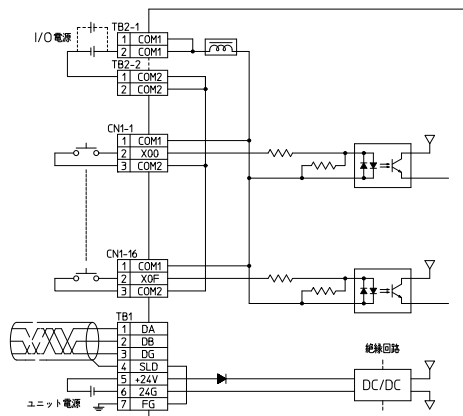 TB2-1
I/O電源
1 COM1
2 COM1
TB2-2
1 COM2
2 COM2
CN1-1
1 COM1
2 X00
3 COM2
CN1-16
1 COM1
2 X0F
3 COM2
TB1
1 DA
2 DB
3 DG
4 SLD
5 +24V
6 24G
7 FG
ユニット電源
絶縁回路
DC/DC